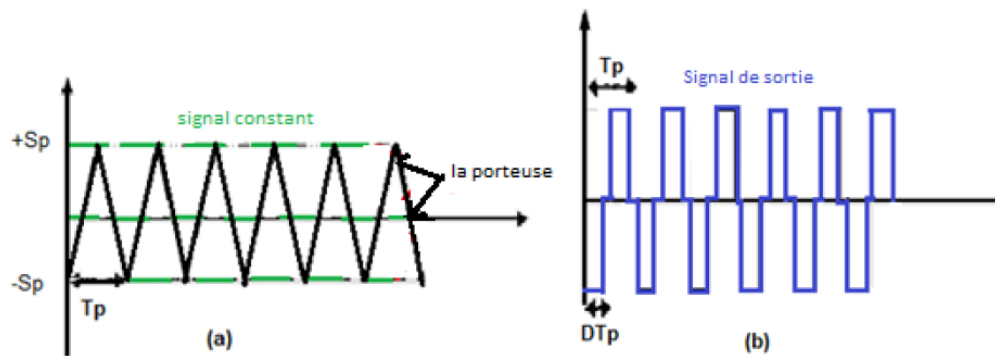 signal constant
+Sp
la porteuse
-Sp
Tp
(a)
Tp
Signal de sortie
DTp
(b)